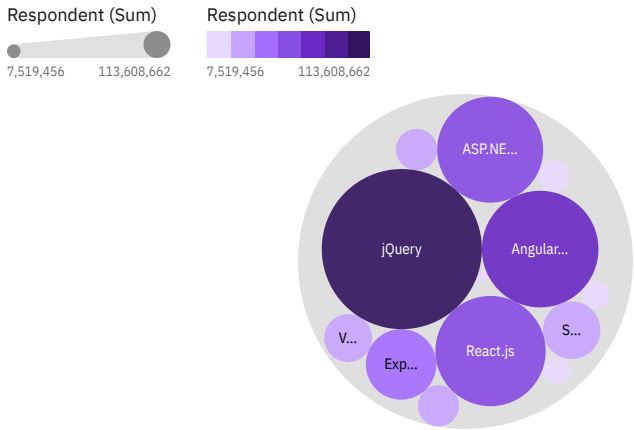 Respondent (Sum)
7,519,456 113,608,662
Respondent (Sum)
7,519,456 113,608,662
ASP.NE...
jQuery
Angular...
V...
Exp...
React.js
S...